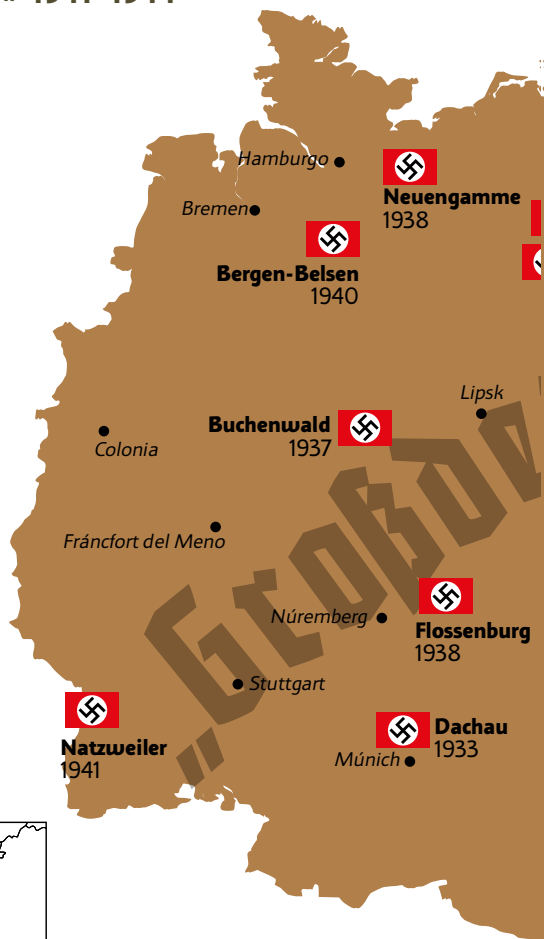 Hamburgo
Neuengamme
1938
Bremen
Bergen-Belsen
1940
Lipsk
Buchenwald
1937
Colonia
Fráncfort del Meno
Núremberg
Flossenburg
1938
Stuttgart
Natzweiler
1941
Dachau
1933
Múnich